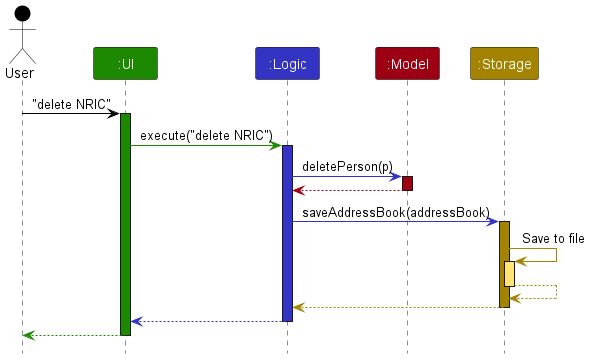 User
:UI
:Logic
:Model
:Storage
"delete NRIC"
execute("delete NRIC")
deletePerson(p)
saveAddressBook(addressBook)
Save to file